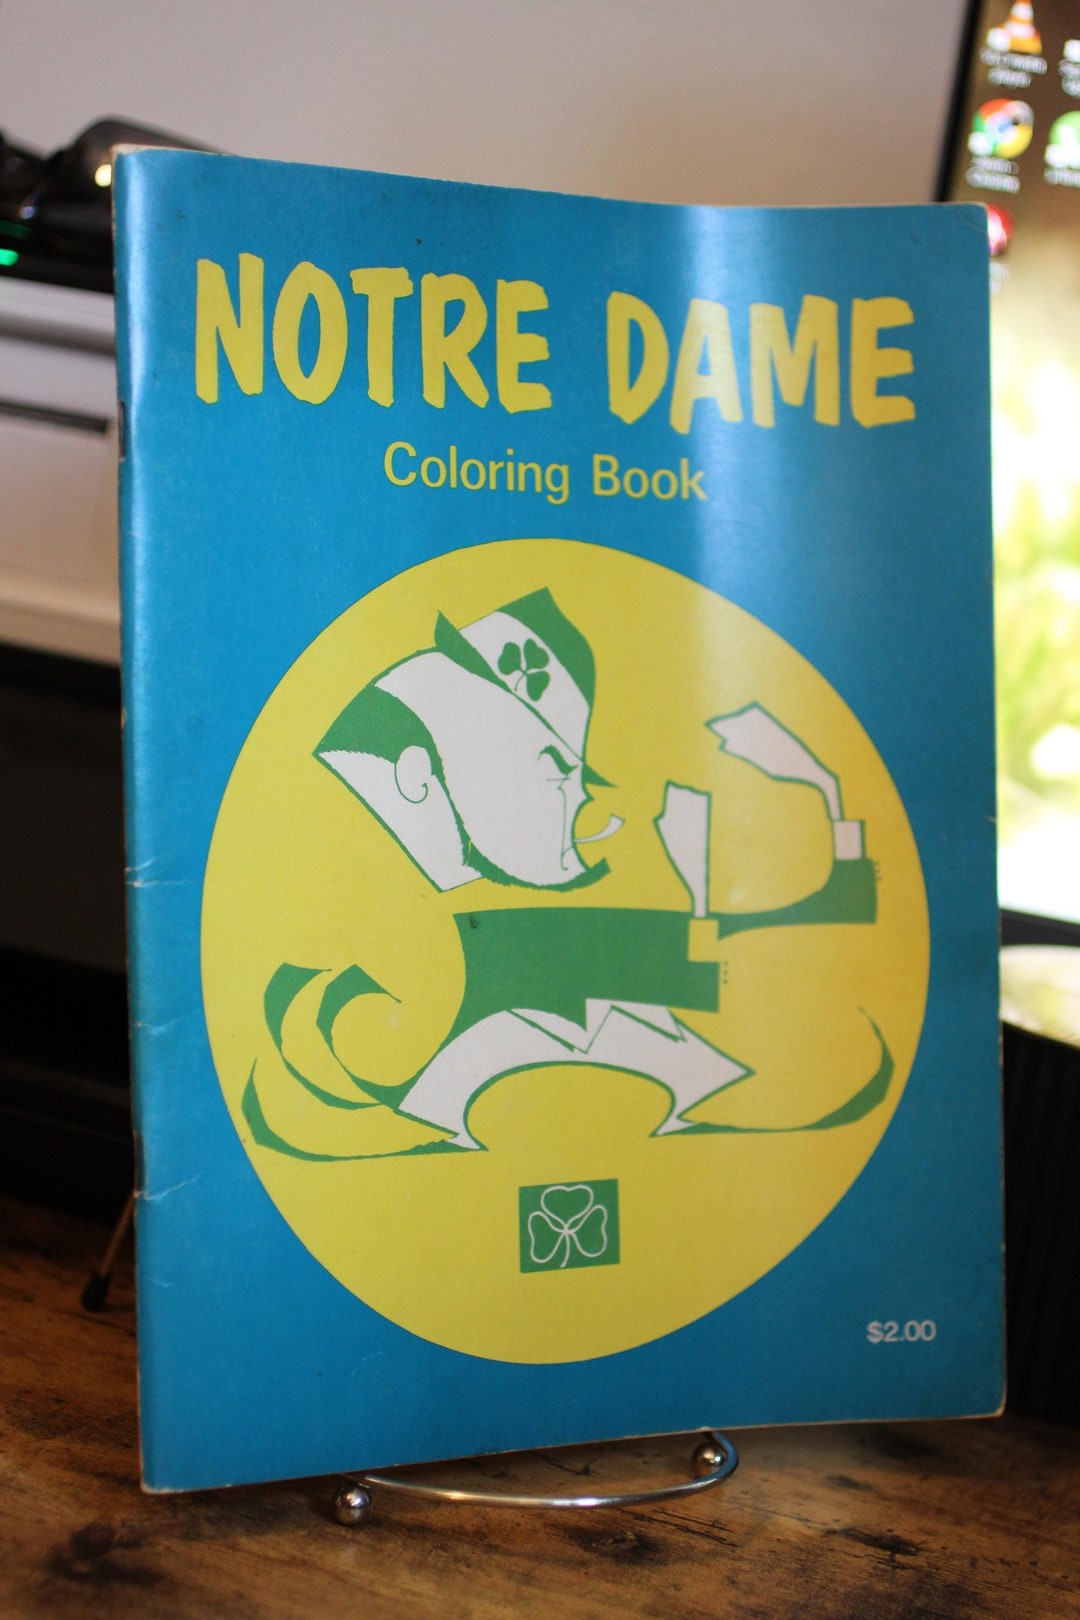 NOTRE DAME
Coloring Book
$2.00